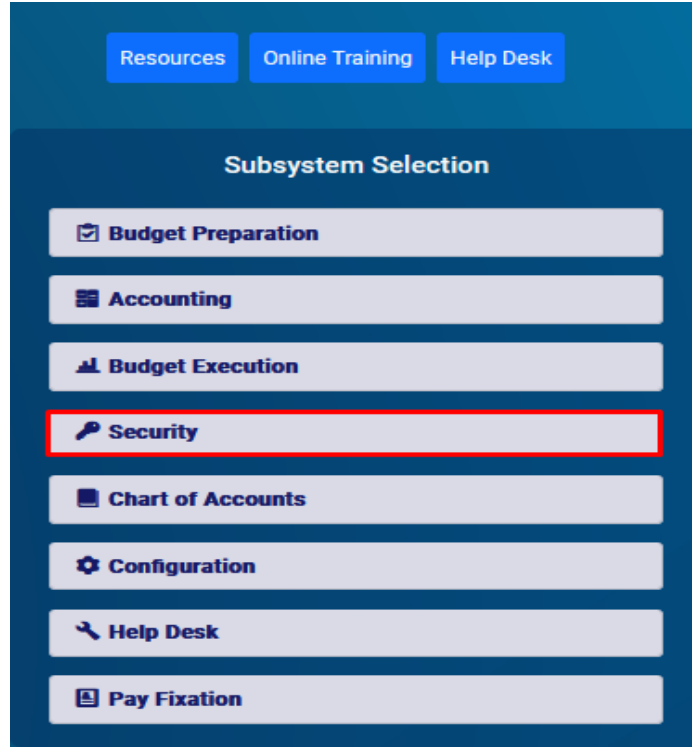 Resources Online Training Help Desk
Subsystem Selection
Budget Preparation
Accounting
Budget Execution
Security
Chart of Accounts
Configuration
Help Desk
Pay Fixation